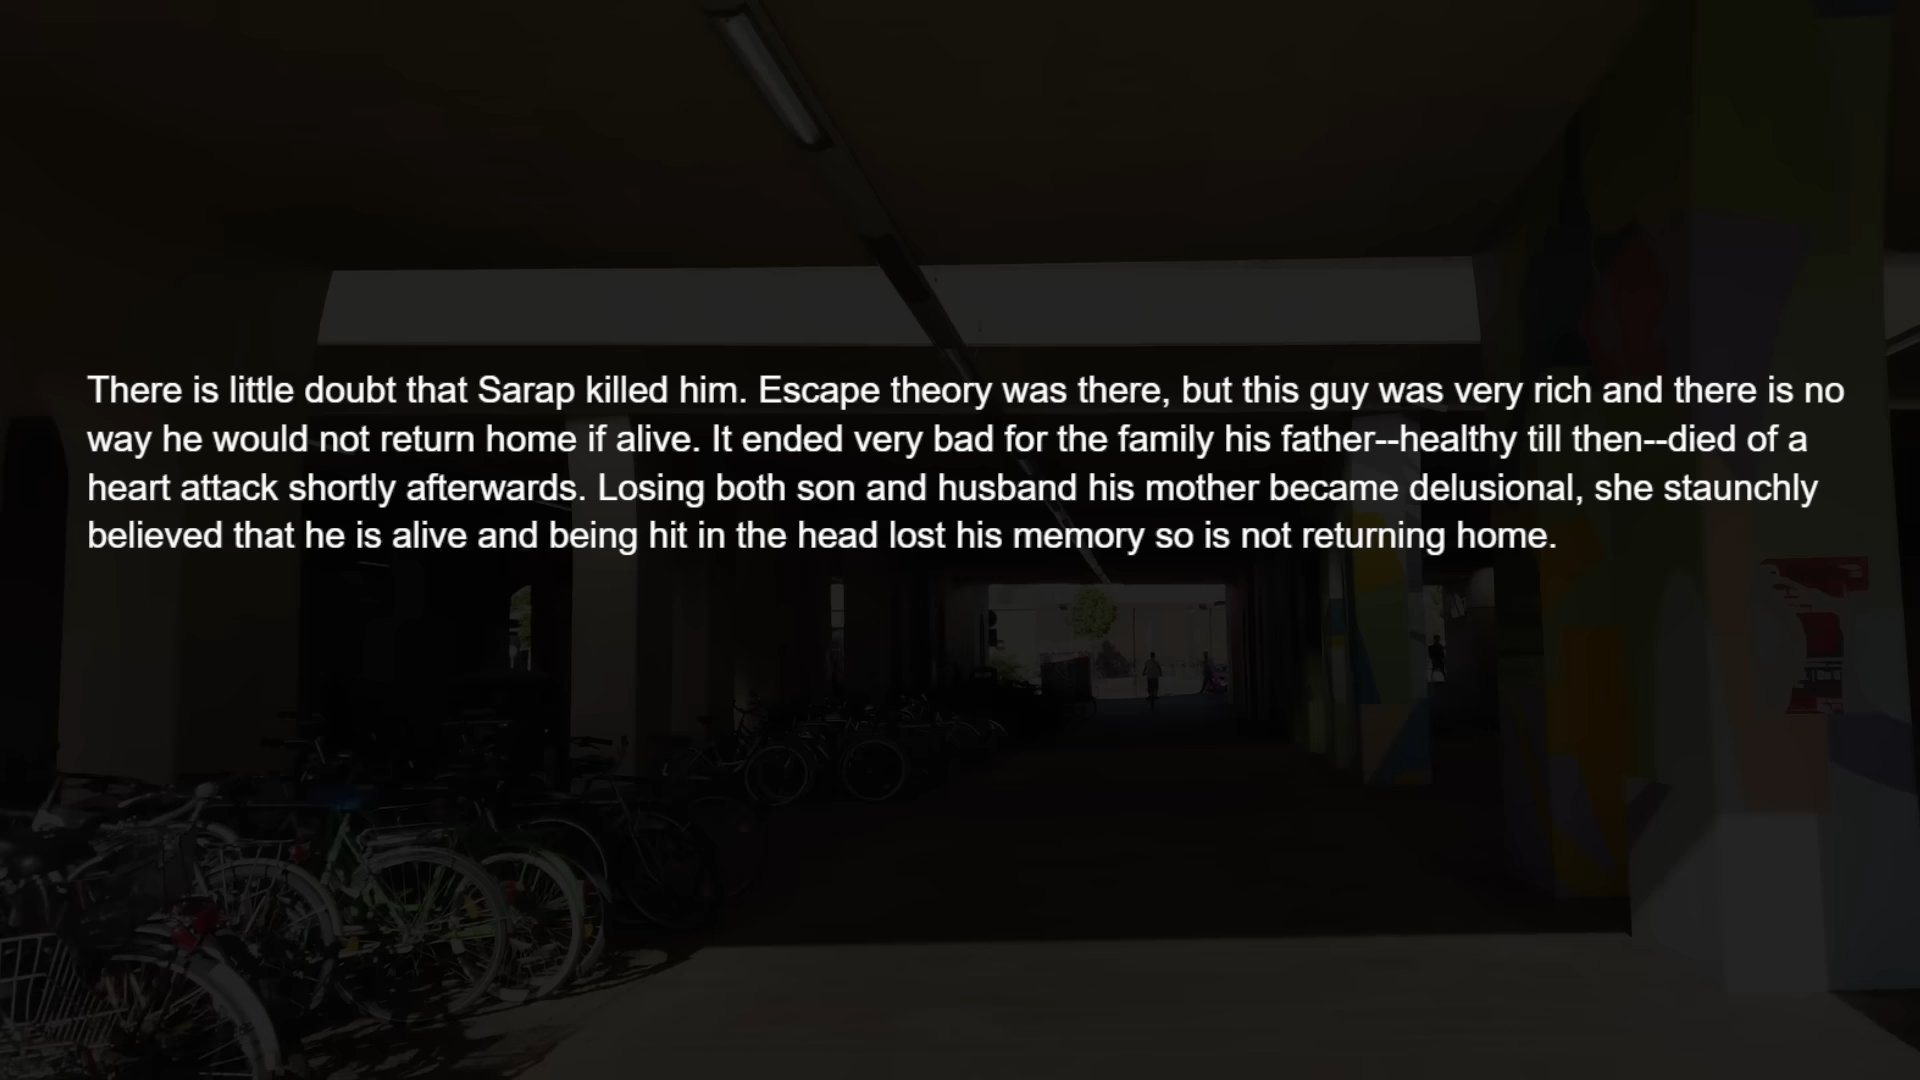 There is little doubt that Sarap killed him. Escape theory was there, but this guy was very rich and there is no
way he would not return home if alive. It ended very bad for the family his father--healthy till then--died of a
heart attack shortly afterwards. Losing both son and husband his mother became delusional, she staunchly
believed that he is alive and being hit in the head lost his memory so is not returning home.